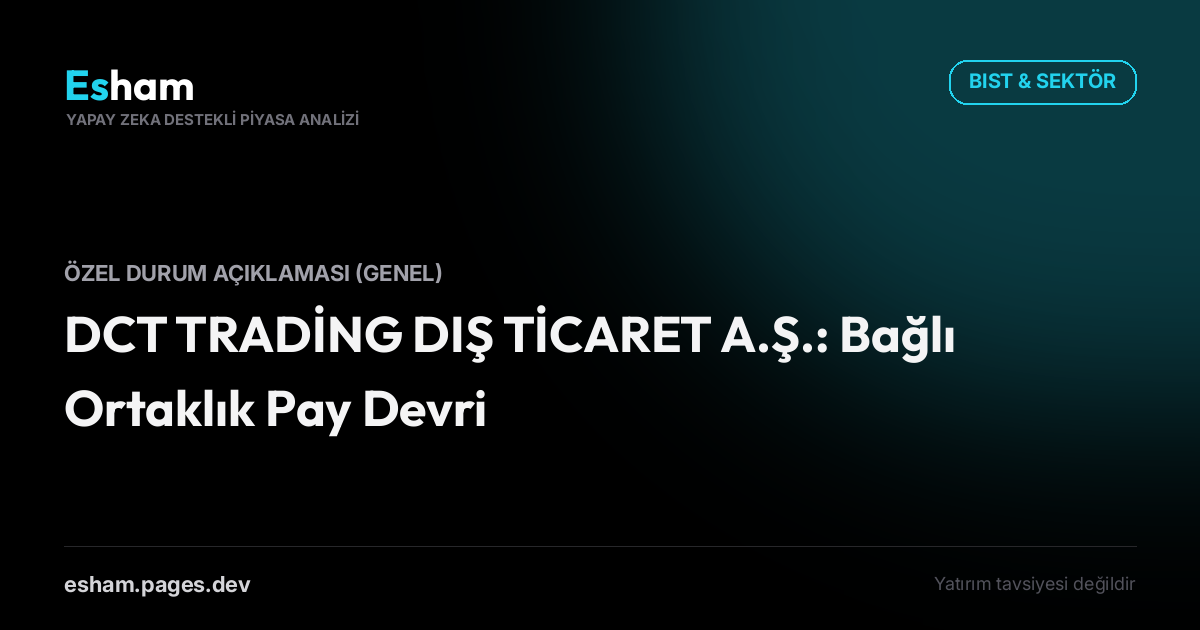 Esham
YAPAY ZEKA DESTEKLİ PİYASA ANALİZİ
BIST & SEKTÖR
ÖZEL DURUM AÇIKLAMASI (GENEL)
DCT TRADİNG DIŞ TİCARET A.Ş.: Bağlı
Ortaklık Pay Devri
esham.pages.dev
Yatırım tavsiyesi değildir